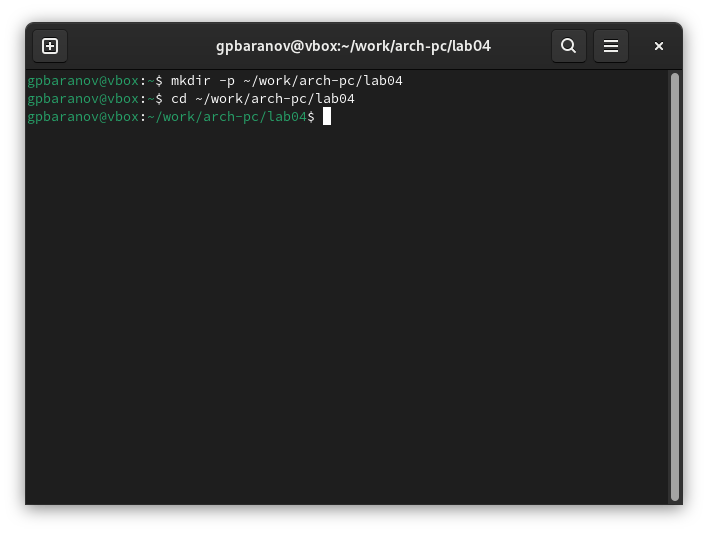 gpbaranov@vbox:~/work/arch-pc/lab04
gpbaranov@vbox:~$ mkdir -p ~/work/arch-pc/lab04
gpbaranov@vbox:~$ cd ~/work/arch-pc/lab04
gpbaranov@vbox:~/work/arch-pc/lab04$